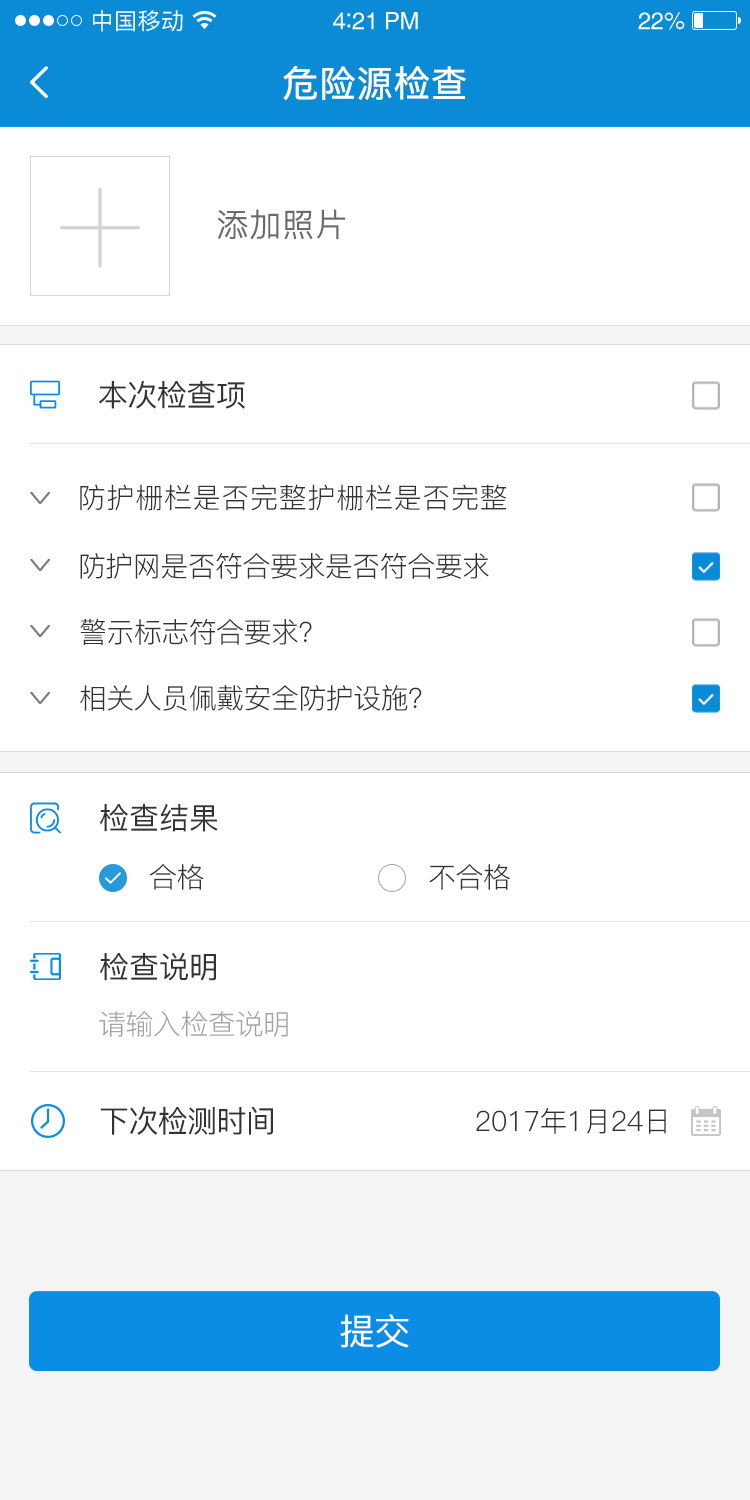 中国移动 4:21 PM 22%
危险源检查
添加照片
本次检查项
防护栅栏是否完整护栅栏是否完整
防护网是否符合要求是否符合要求
警示标志符合要求?
相关人员佩戴安全防护设施?
检查结果
合格 不合格
检查说明
请输入检查说明
下次检测时间 2017年1月24日
提交